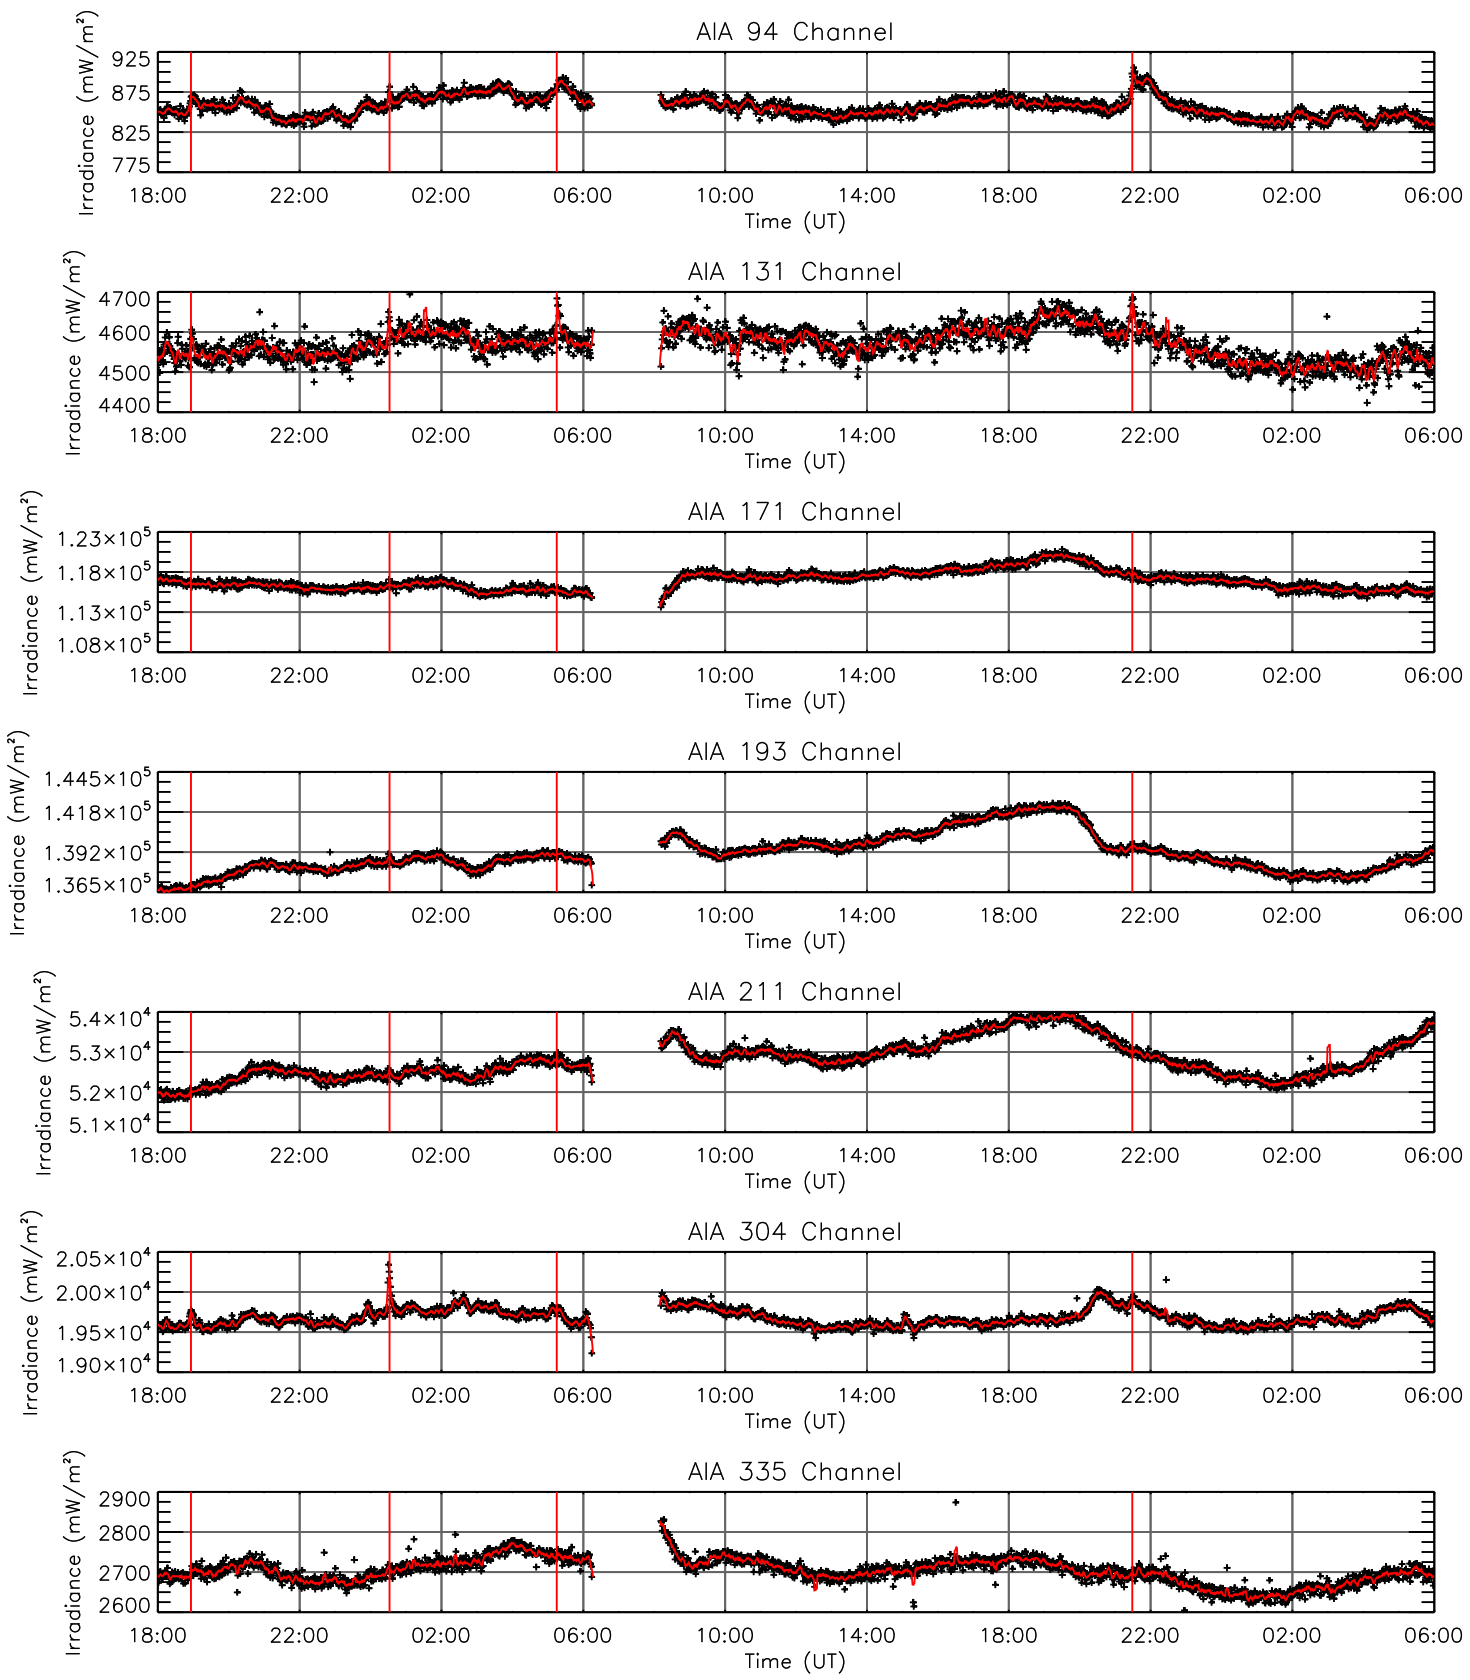 AIA 94 Channel
Irradiance (mW/m²)
925
875
825
775
18:00 22:00 02:00 06:00 10:00 14:00 18:00 22:00 02:00 06:00
Time (UT)
AIA 131 Channel
Irradiance (mW/m²)
4700
4600
4500
4400
18:00 22:00 02:00 06:00 10:00 14:00 18:00 22:00 02:00 06:00
Time (UT)
AIA 171 Channel
Irradiance (mW/m²)
1.23×10⁵
1.18×10⁵
1.13×10⁵
1.08×10⁵
18:00 22:00 02:00 06:00 10:00 14:00 18:00 22:00 02:00 06:00
Time (UT)
AIA 193 Channel
Irradiance (mW/m²)
1.445×10⁵
1.418×10⁵
1.392×10⁵
1.365×10⁵
18:00 22:00 02:00 06:00 10:00 14:00 18:00 22:00 02:00 06:00
Time (UT)
AIA 211 Channel
Irradiance (mW/m²)
5.4×10⁴
5.3×10⁴
5.2×10⁴
5.1×10⁴
18:00 22:00 02:00 06:00 10:00 14:00 18:00 22:00 02:00 06:00
Time (UT)
AIA 304 Channel
Irradiance (mW/m²)
2.05×10⁴
2.00×10⁴
1.95×10⁴
1.90×10⁴
18:00 22:00 02:00 06:00 10:00 14:00 18:00 22:00 02:00 06:00
Time (UT)
AIA 335 Channel
Irradiance (mW/m²)
2900
2800
2700
2600
18:00 22:00 02:00 06:00 10:00 14:00 18:00 22:00 02:00 06:00
Time (UT)